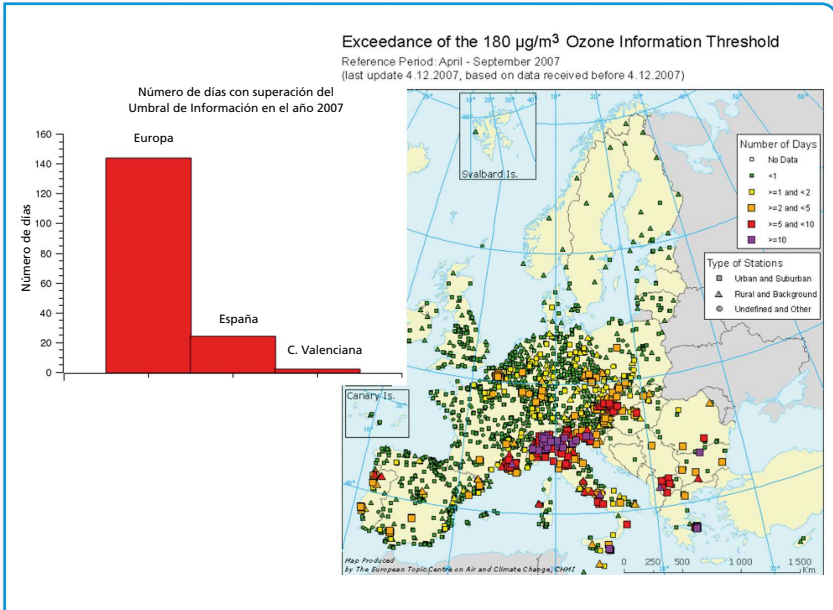 Exceedance of the 180 µg/m³ Ozone Information Threshold
Reference Period: April - September 2007
(last update 4.12.2007, based on data received before 4.12.2007)
Número de días con superación del
Umbral de Información en el año 2007
160
140
120
100
80
60
40
20
0
Número de días
Europa
España
C. Valenciana
Svalbard Is.
Canary Is.
Number of Days
No Data
<1
>=1 and <2
>=2 and <5
>=5 and <10
>=10
Type of Stations
Urban and Suburban
Rural and Background
Undefined and Other
Map Produced
by The European Topic Centre on Air and Climate Change, CHMI
0 250 500 1 000 1 500
Km